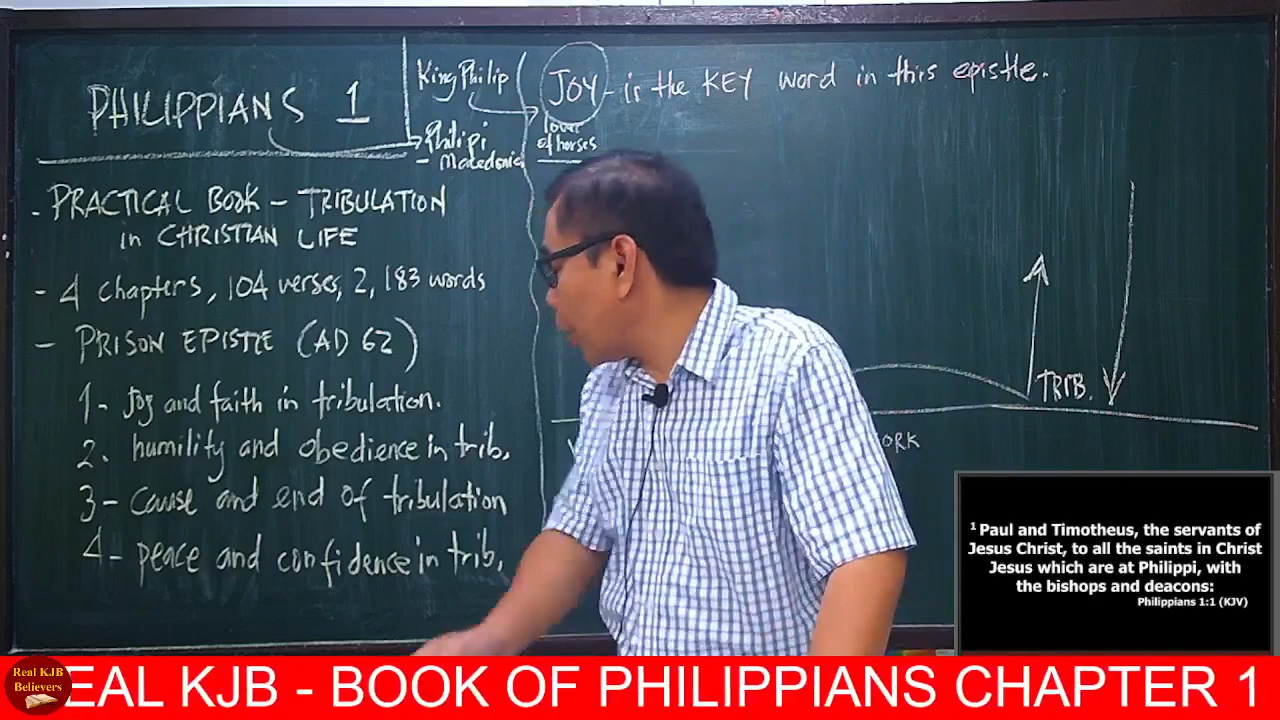 PHILIPPIANS 1
King Philip
lover
of horses
Philipi
- Macedonia
JOY - is the KEY word in this epistle.
- PRACTICAL BOOK - TRIBULATION
in CHRISTIAN LIFE
- 4 chapters, 104 verses, 2,183 words
- PRISON EPISTLE (AD 62)
1- Joy and faith in tribulation.
2. humility and obedience in trib.
3- cause and end of tribulation
4- peace and confidence in trib.
TRIB.
ORK
1 Paul and Timotheus, the servants of
Jesus Christ, to all the saints in Christ
Jesus which are at Philippi, with
the bishops and deacons:
Philippians 1:1 (KJV)
Real KJB
Believers
EAL KJB - BOOK OF PHILIPPIANS CHAPTER 1